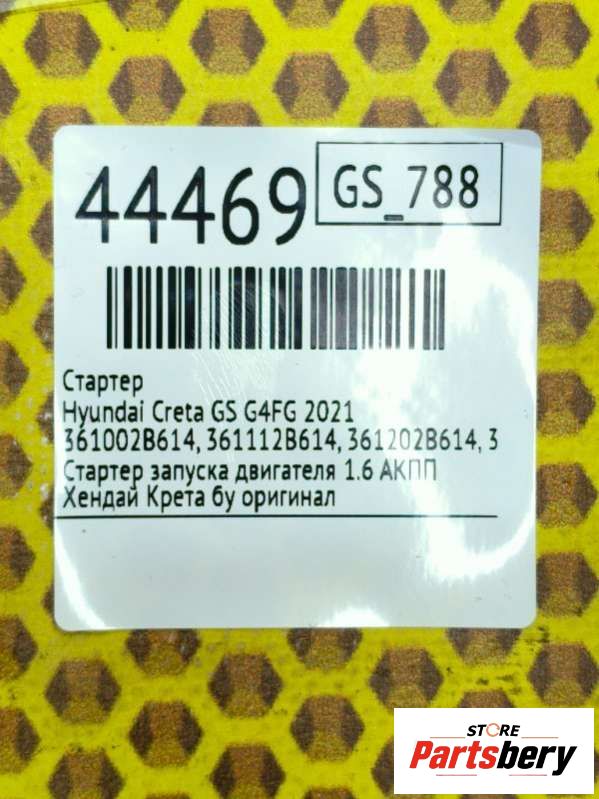 44469
GS_788
Стартер
Hyundai Creta GS G4FG 2021
361002B614, 361112B614, 361202B614, 3
Стартер запуска двигателя 1.6 АКПП
Хендай Крета бу оригинал
STORE
Partsbery